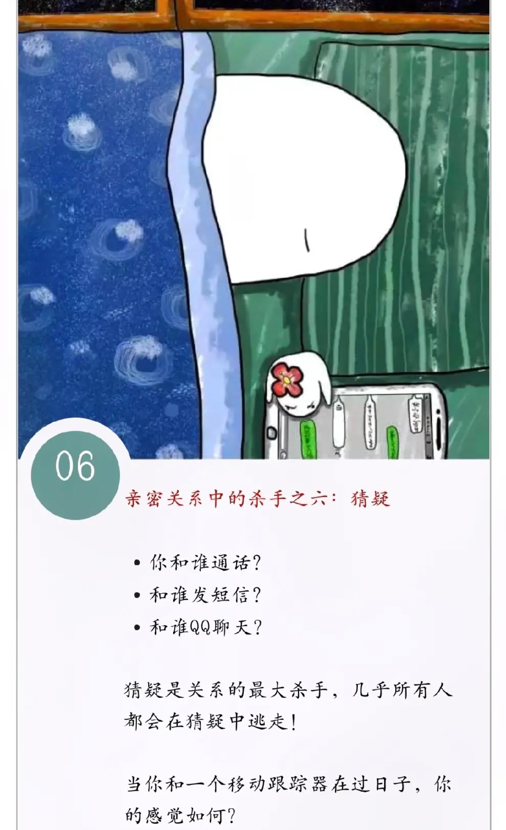 06
亲密关系中的杀手之六：猜疑
• 你和谁通话？
• 和谁发短信？
• 和谁QQ聊天？
猜疑是关系的最大杀手，几乎所有人
都会在猜疑中逃走！
当你和一个移动跟踪器在过日子，你
的感觉如何？